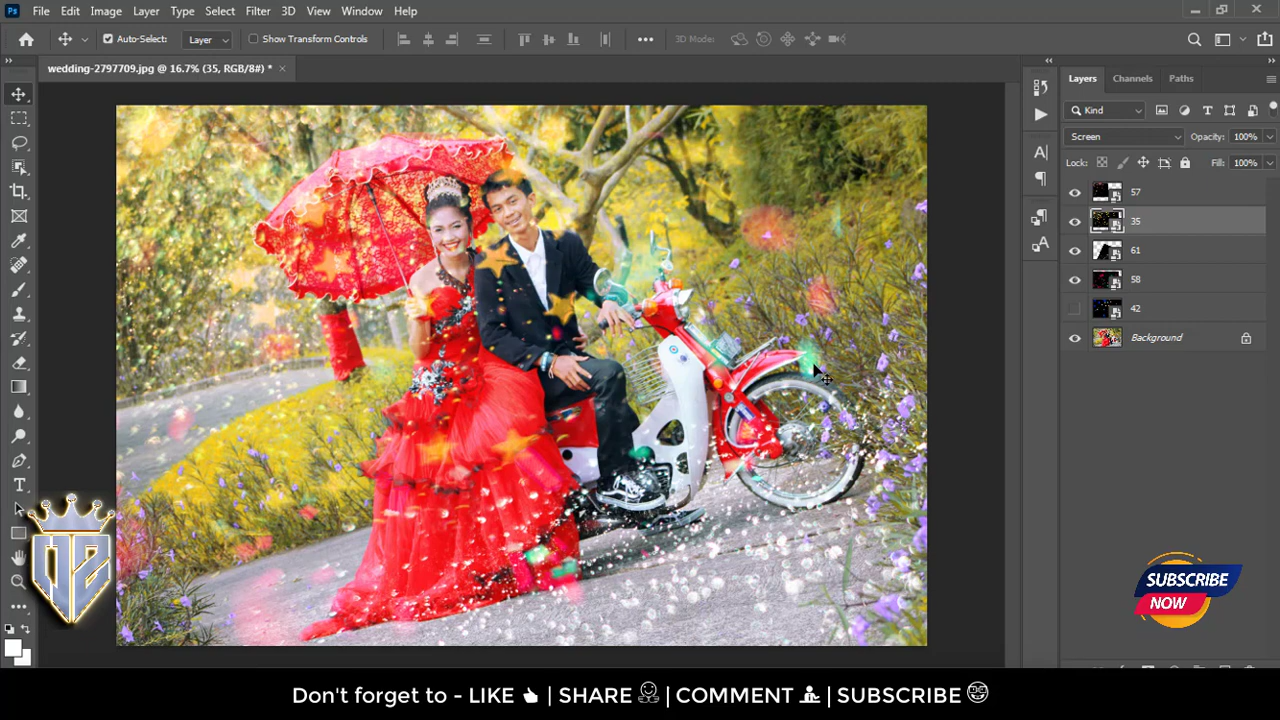 Ps File Edit Image Layer Type Select Filter 3D View Window Help
Auto-Select: Layer Show Transform Controls 3D Mode:
wedding-2797709.jpg @ 16.7% (35, RGB/8#) *
Layers Channels Paths
Kind
Screen Opacity: 100%
Lock: Fill: 100%
57
35
61
58
42
Background
SUBSCRIBE
NOW
Don't forget to - LIKE | SHARE | COMMENT | SUBSCRIBE